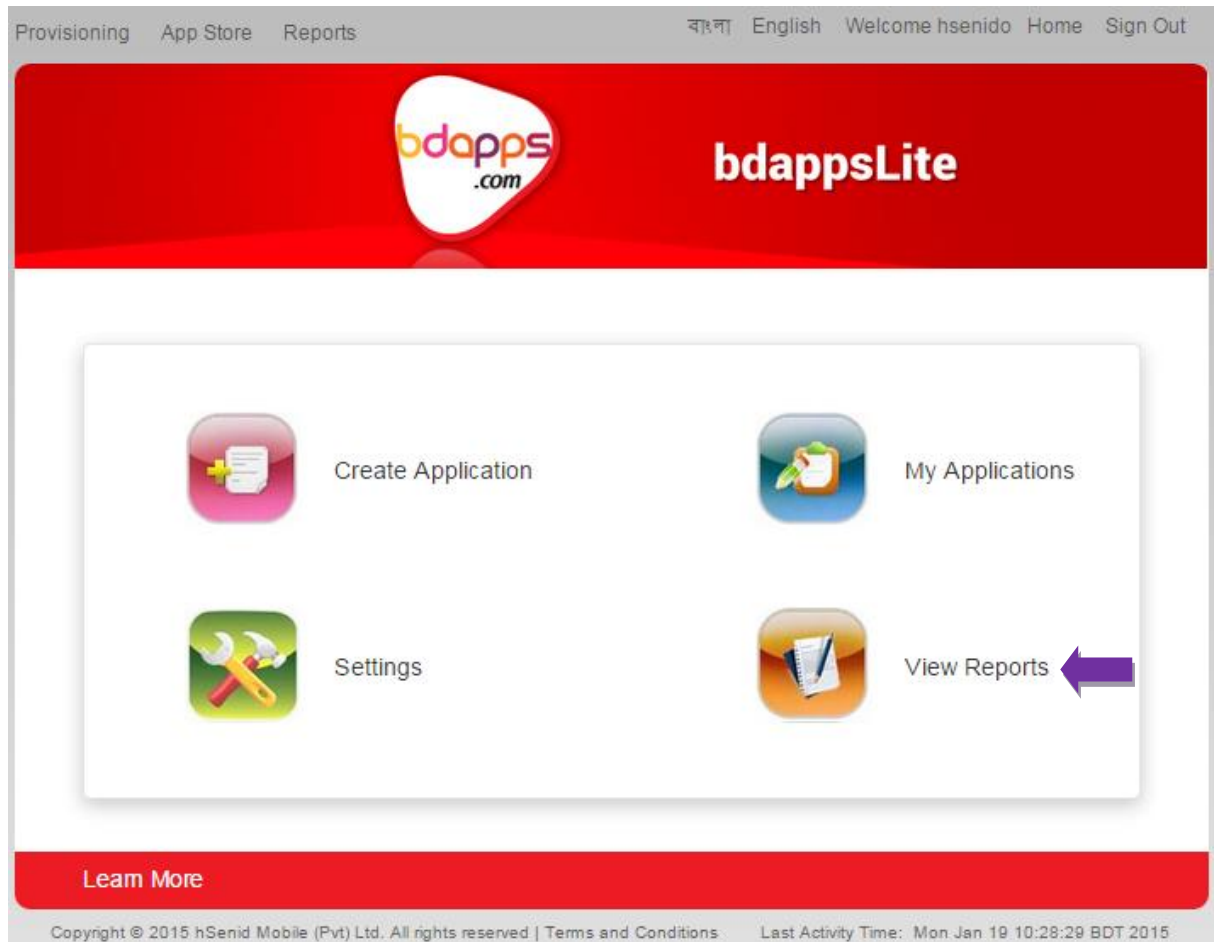 Provisioning App Store Reports বাংলা English Welcome hsenido Home Sign Out
bdapps
.com
bdappsLite
Create Application My Applications
Settings View Reports
Learn More
Copyright © 2015 hSenid Mobile (Pvt) Ltd. All rights reserved | Terms and Conditions Last Activity Time: Mon Jan 19 10:28:29 BDT 2015